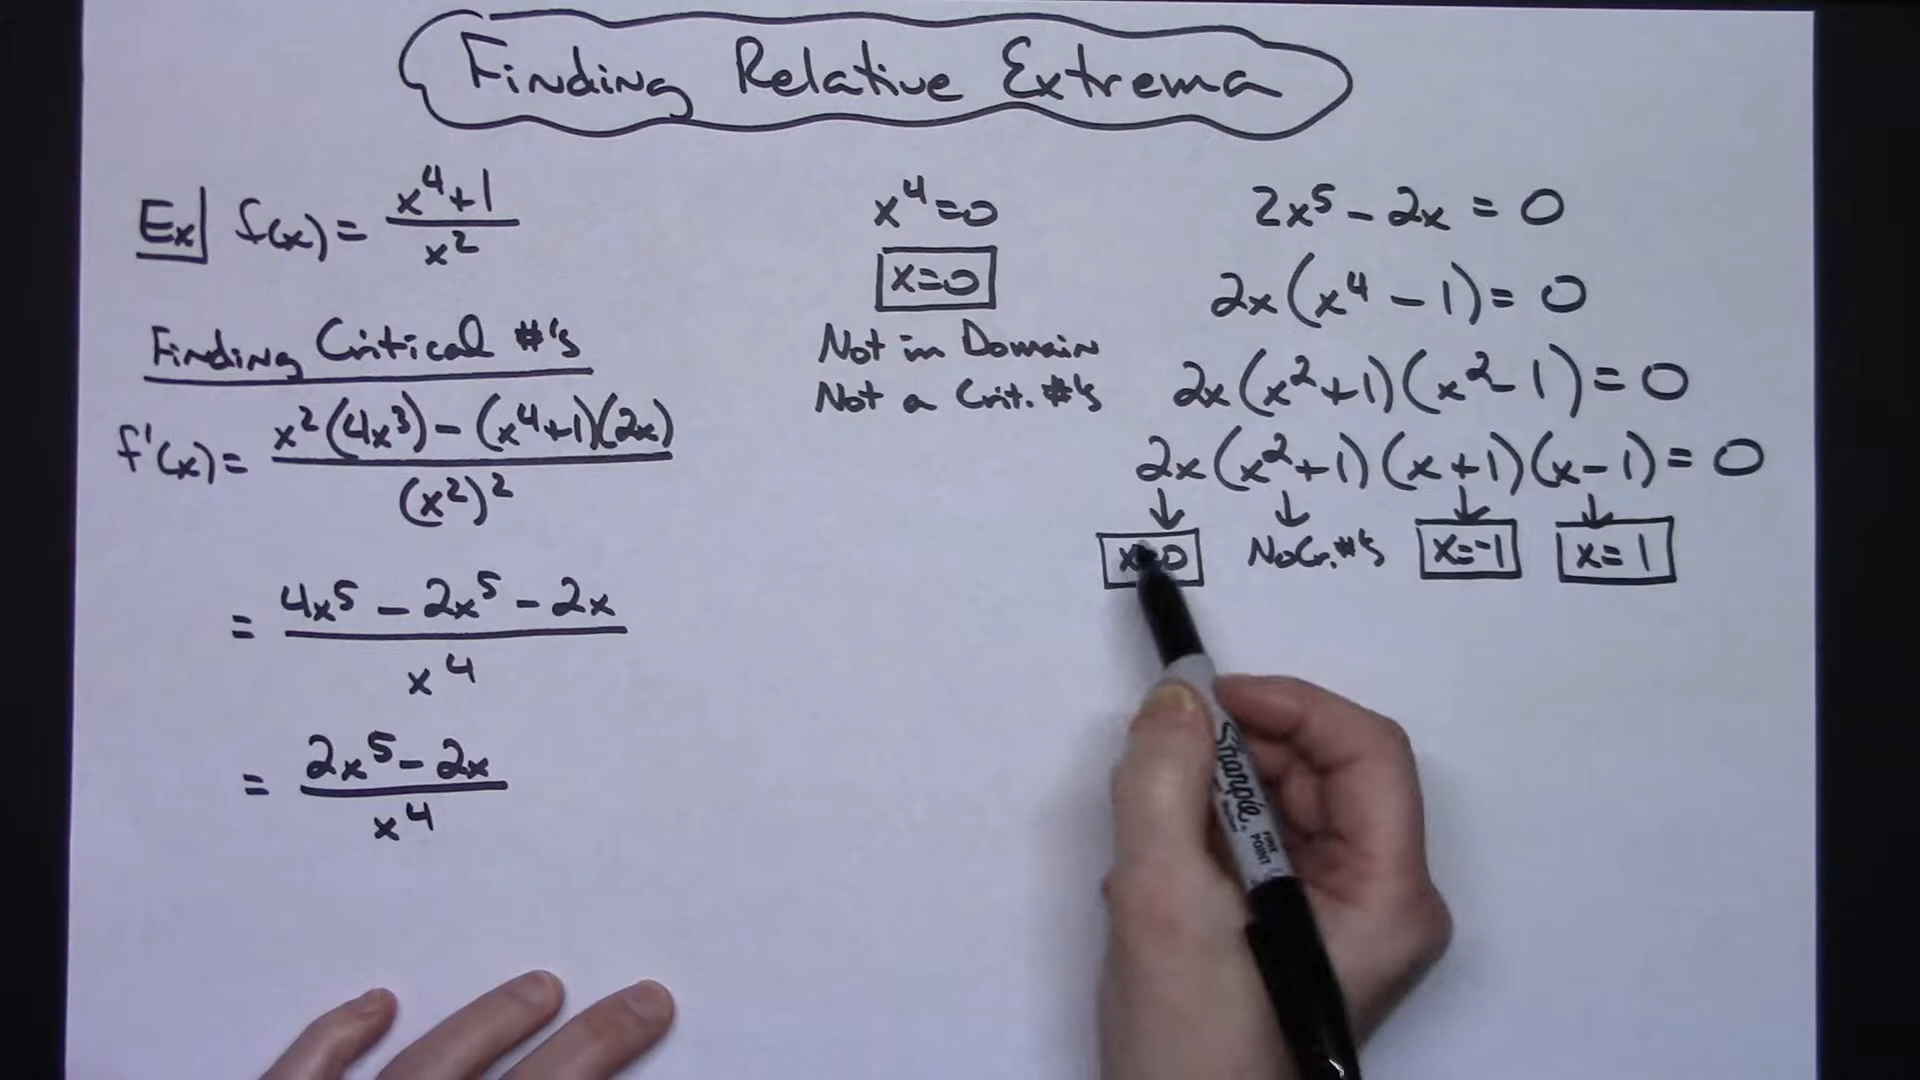 Finding Relative Extrema
Ex] f(x) = (x⁴+1)/x²
Finding Critical #'s
f'(x) = (x²(4x³) − (x⁴+1)(2x))/(x²)²
= (4x⁵ − 2x⁵ − 2x)/x⁴
= (2x⁵ − 2x)/x⁴
x⁴=0
x=0
Not in Domain
Not a Crit. #'s
2x⁵ − 2x = 0
2x(x⁴ − 1) = 0
2x(x²+1)(x²−1) = 0
2x(x²+1)(x+1)(x−1) = 0
↓ ↓ ↓ ↓
x=0 No Cr. #'s x=-1 x=1
Sharpie.
FINE
POINT